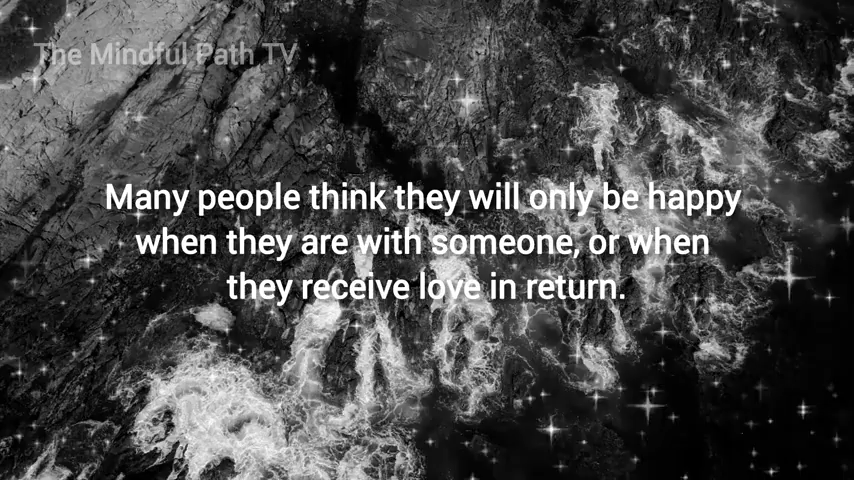 The Mindful Path TV
Many people think they will only be happy
when they are with someone, or when
they receive love in return.